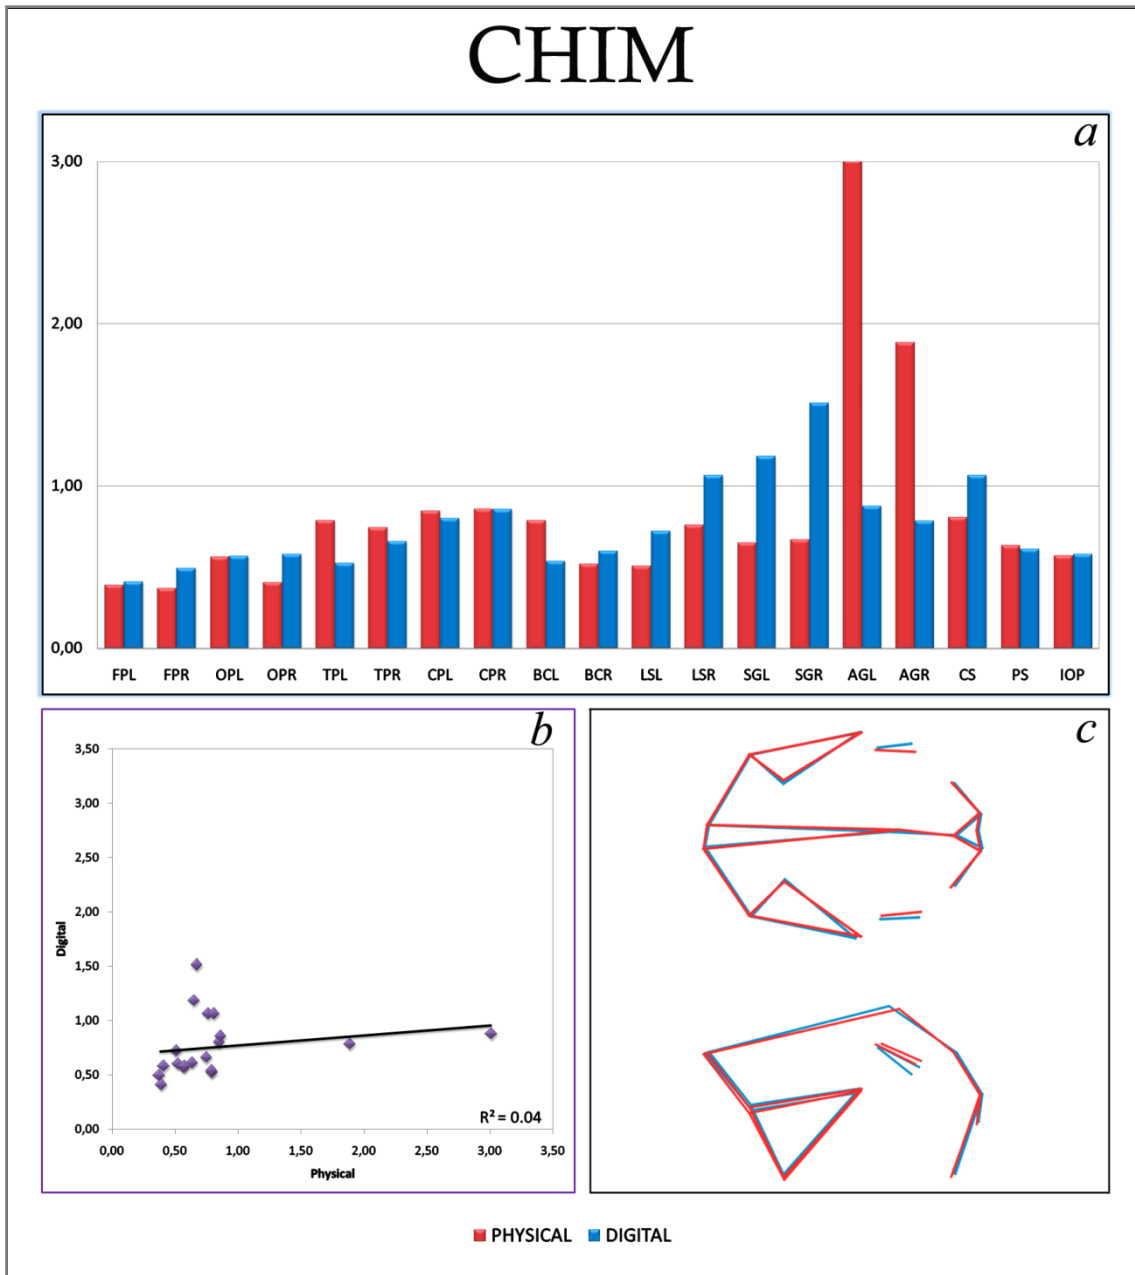 CHIM
a
3,00
2,00
1,00
0,00
FPL FPR OPL OPR TPL TPR CPL CPR BCL BCR LSL LSR SGL SGR AGL AGR CS PS IOP
b
3,50
3,00
2,50
2,00
1,50
1,00
0,50
0,00
Digital
R² = 0.04
0,00 0,50 1,00 1,50 2,00 2,50 3,00 3,50
Physical
c
PHYSICAL DIGITAL